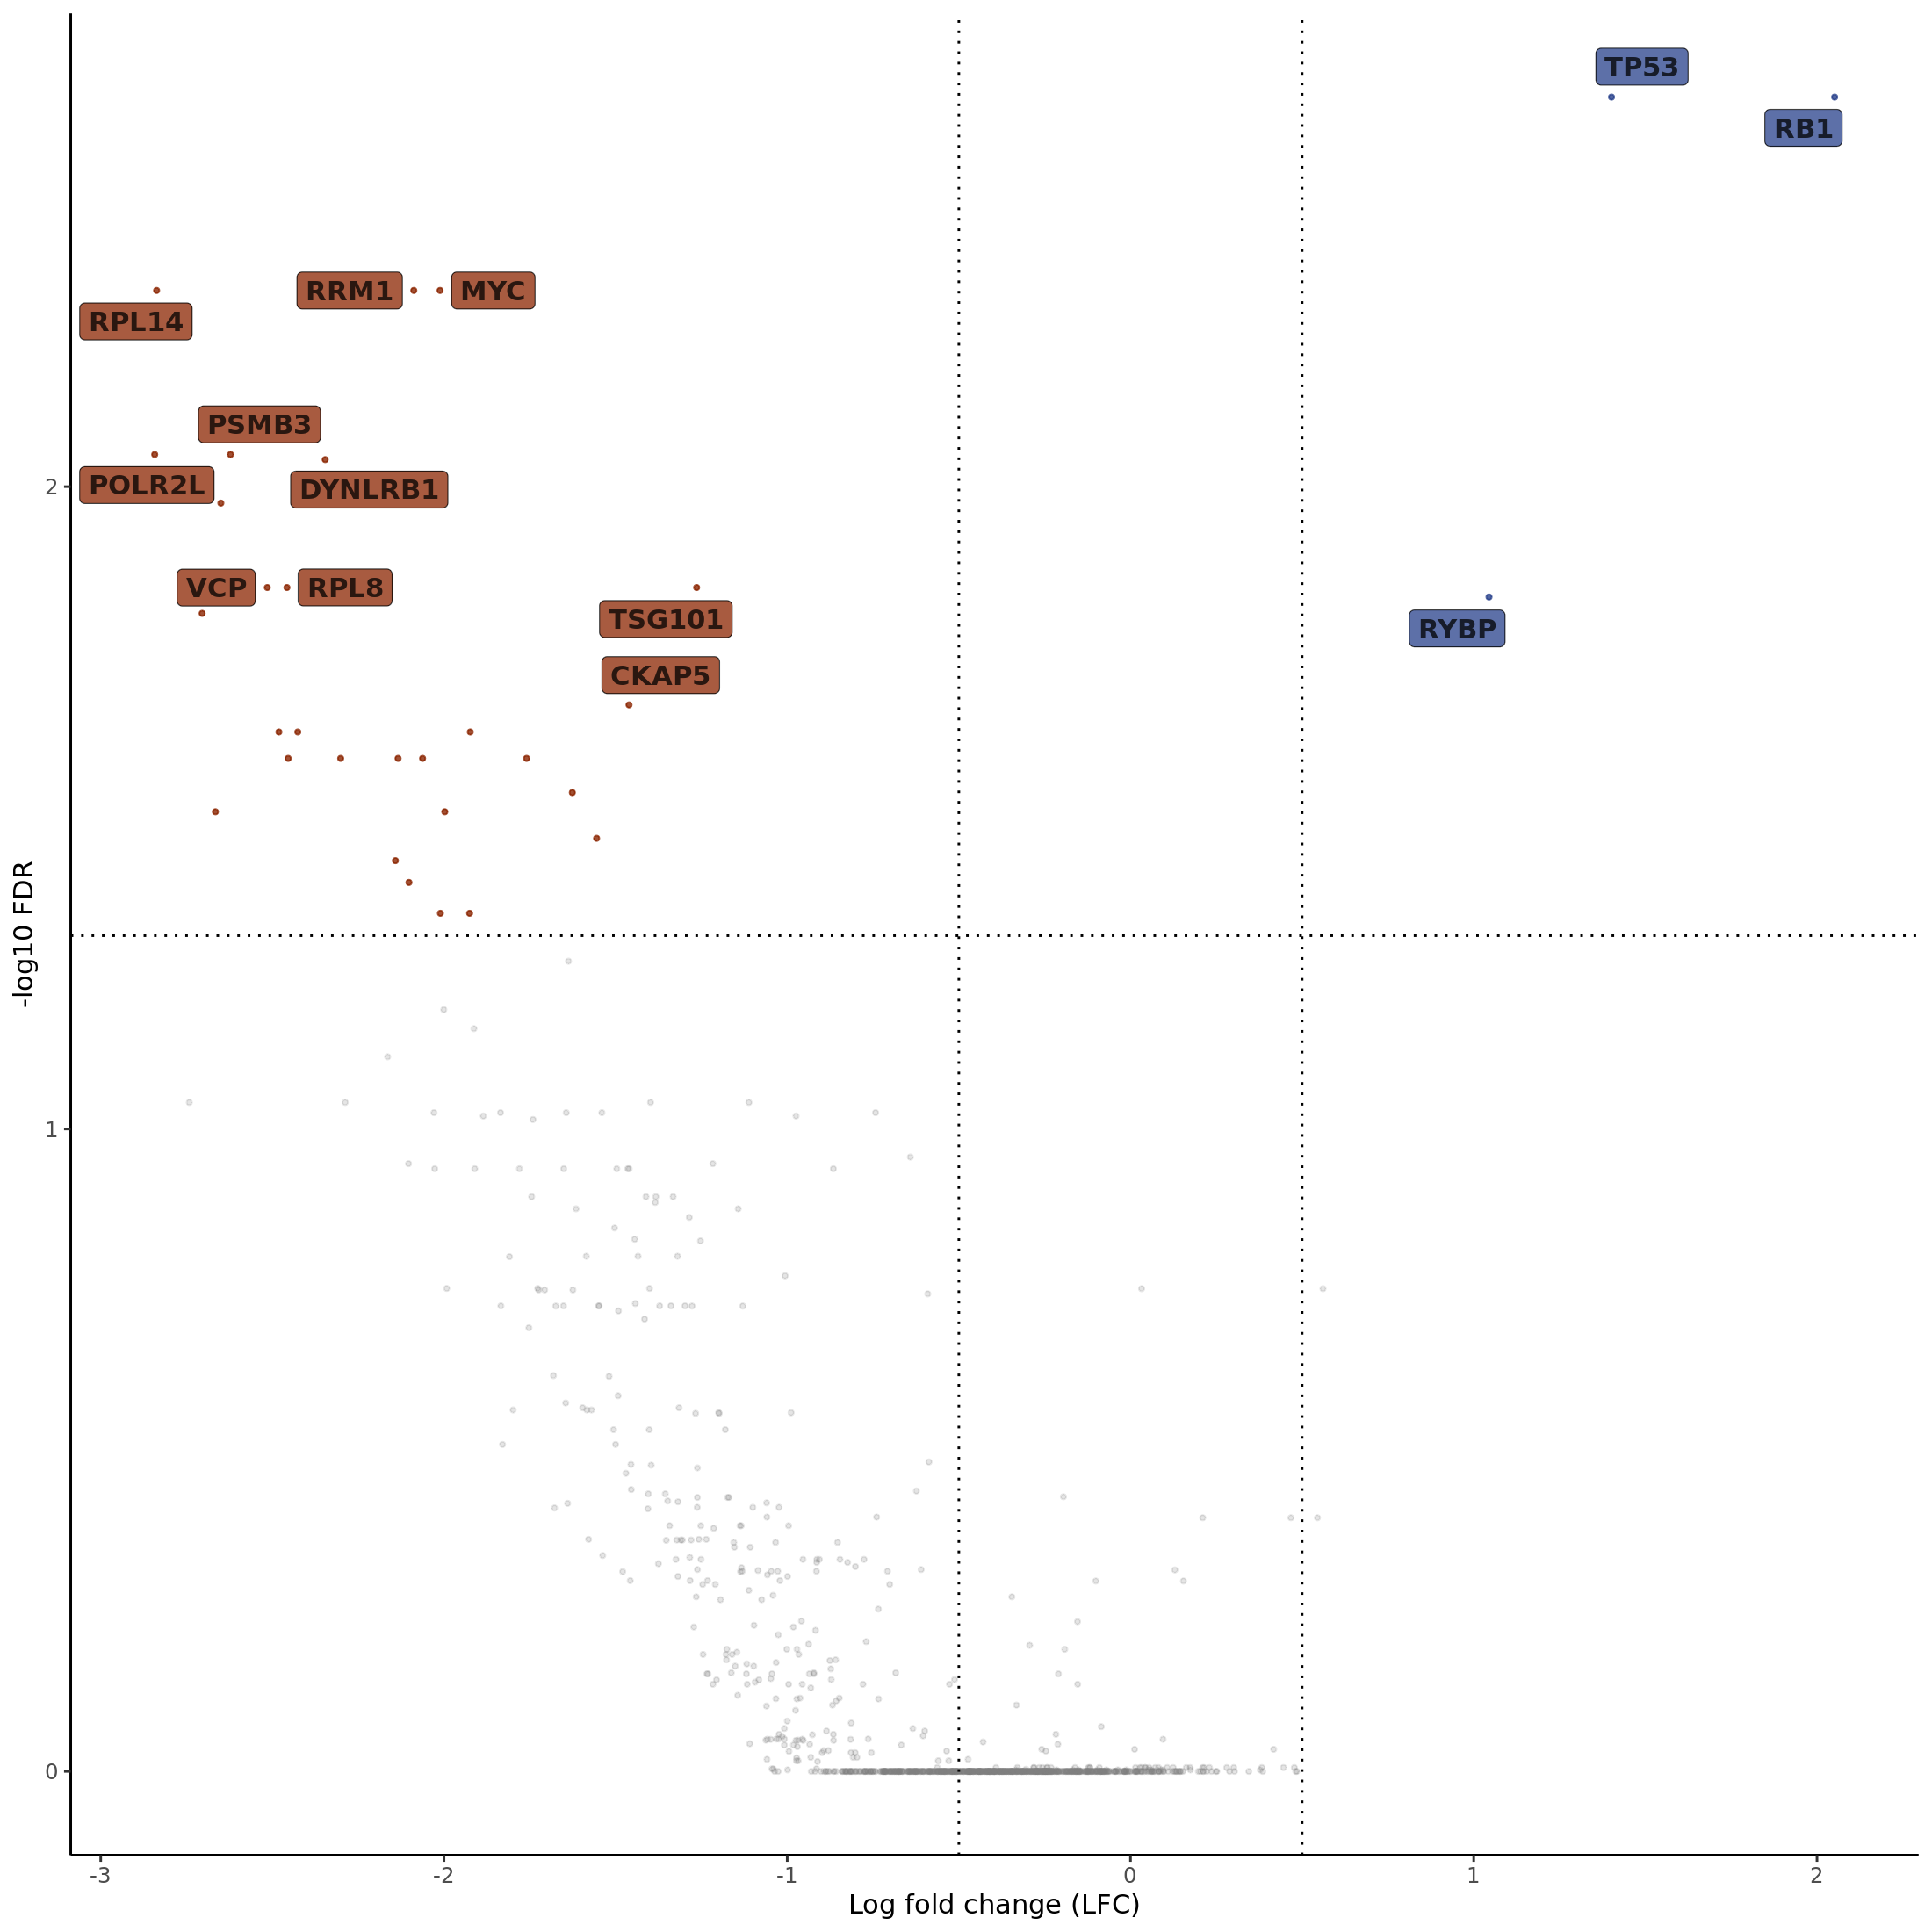 TP53
RB1
RRM1
MYC
RPL14
PSMB3
POLR2L
DYNLRB1
VCP
RPL8
TSG101
RYBP
CKAP5
2
1
0
-log10 FDR
-3
-2
-1
0
1
2
Log fold change (LFC)